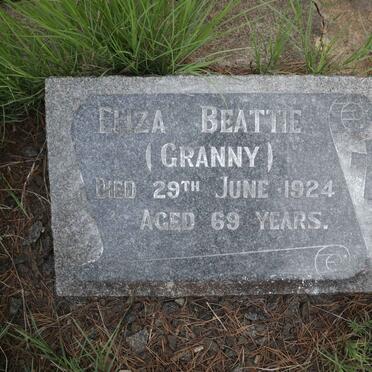 ELIZA BEATTIE
(GRANNY)
DIED 29TH JUNE 1924
AGED 69 YEARS.